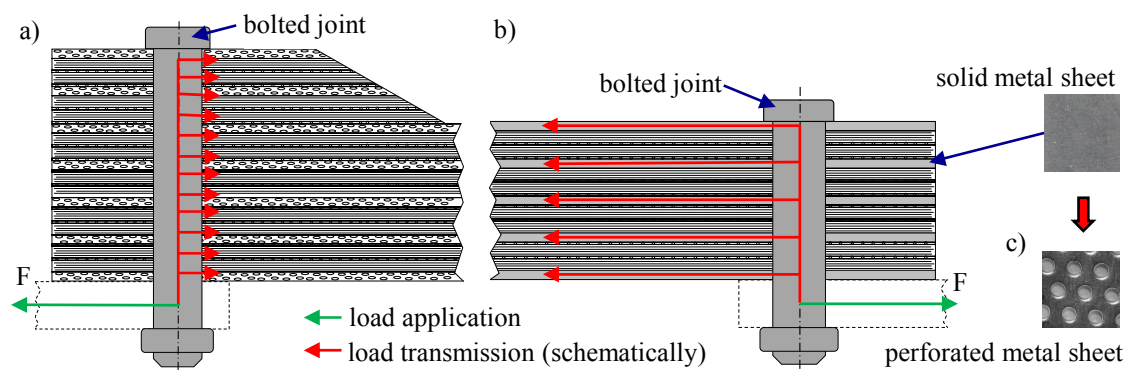 a)
bolted joint
b)
bolted joint
solid metal sheet
c)
F
F
load application
load transmission (schematically)
perforated metal sheet